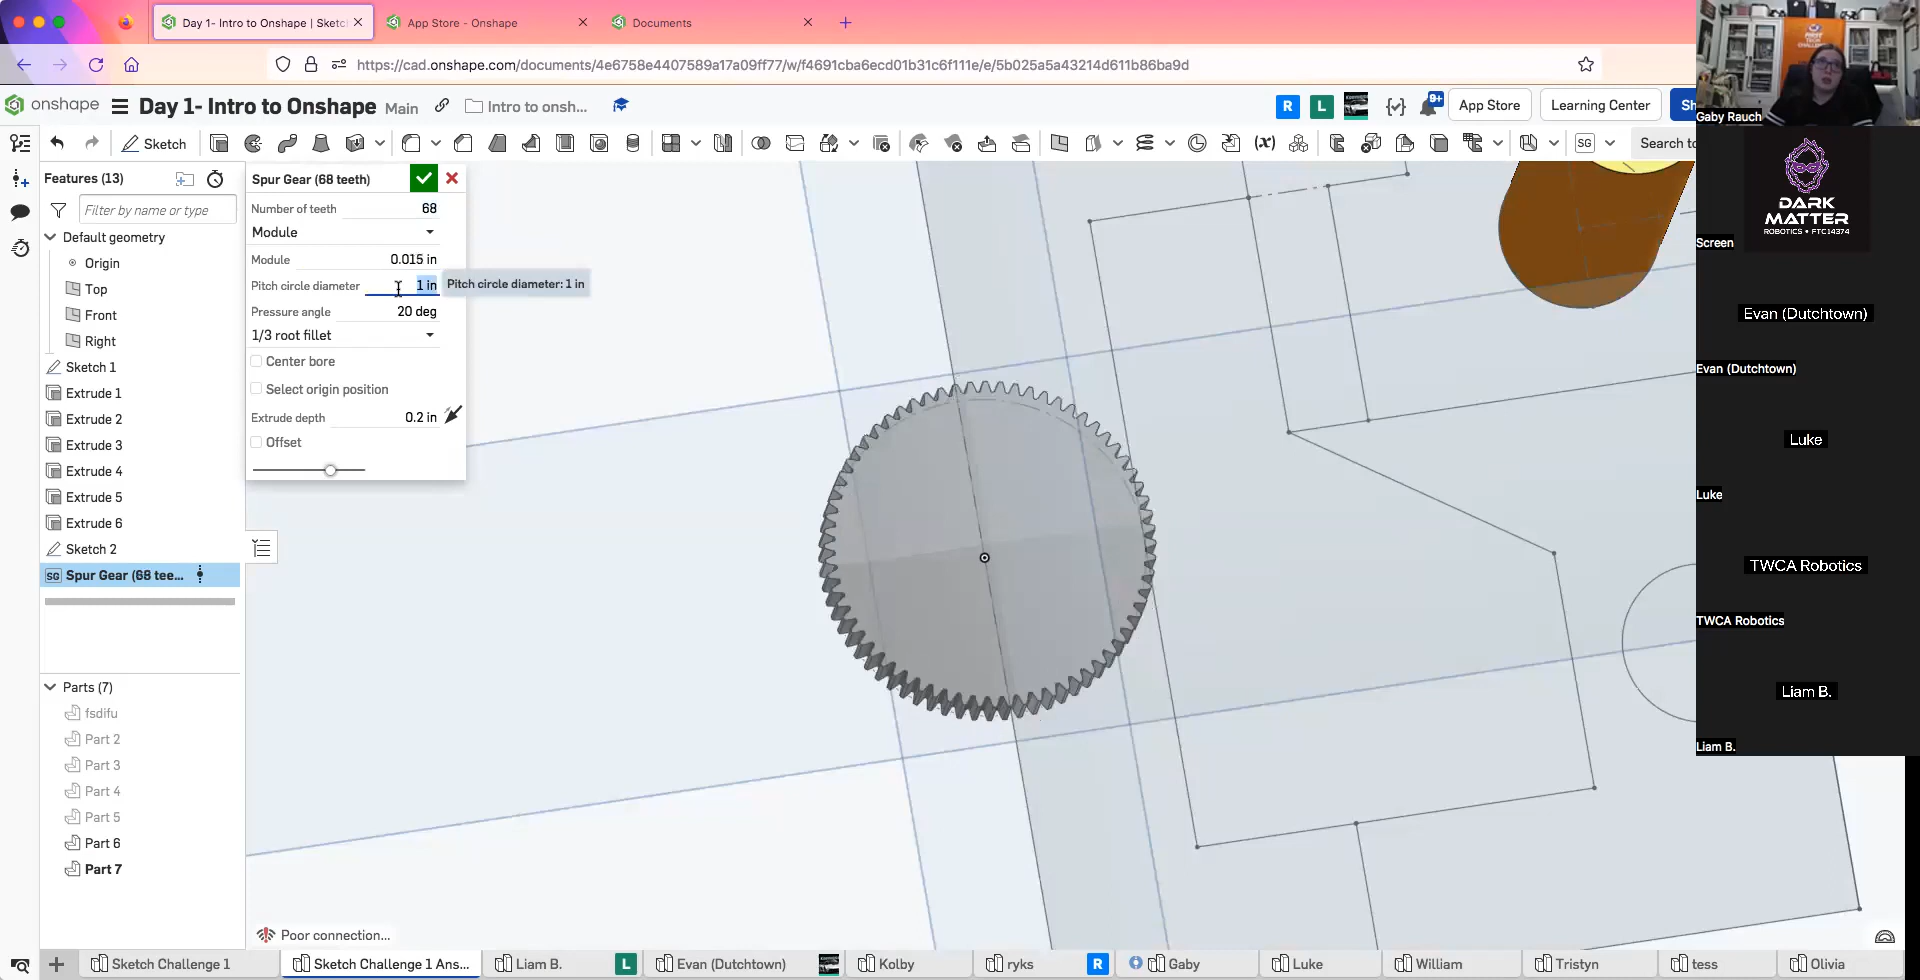 Day 1- Intro to Onshape | Sketch
App Store - Onshape
Documents
https://cad.onshape.com/documents/4e6758e4407589a17a09ff77/w/f4691cba6ecd01b31c6f111e/e/5b025a5a43214d611b86ba9d
onshape
Day 1- Intro to Onshape
Main
Intro to onsh...
R
L
9+
App Store
Learning Center
Sh
Sketch
SG
Search to
Features (13)
Filter by name or type
Default geometry
Origin
Top
Front
Right
Sketch 1
Extrude 1
Extrude 2
Extrude 3
Extrude 4
Extrude 5
Extrude 6
Sketch 2
SG Spur Gear (68 tee...
Parts (7)
fsdifu
Part 2
Part 3
Part 4
Part 5
Part 6
Part 7
Spur Gear (68 teeth)
Number of teeth 68
Module
Module 0.015 in
Pitch circle diameter 1 in
Pitch circle diameter: 1 in
Pressure angle 20 deg
1/3 root fillet
Center bore
Select origin position
Extrude depth 0.2 in
Offset
Poor connection...
Sketch Challenge 1
Sketch Challenge 1 Ans...
Liam B.
L
Evan (Dutchtown)
Kolby
ryks
R
Gaby
Luke
William
Tristyn
tess
Olivia
FIRST
TECH
CHALLENGE
Gaby Rauch
DARK
MATTER
ROBOTICS • FTC14374
Screen
Evan (Dutchtown)
Evan (Dutchtown)
Luke
Luke
TWCA Robotics
TWCA Robotics
Liam B.
Liam B.